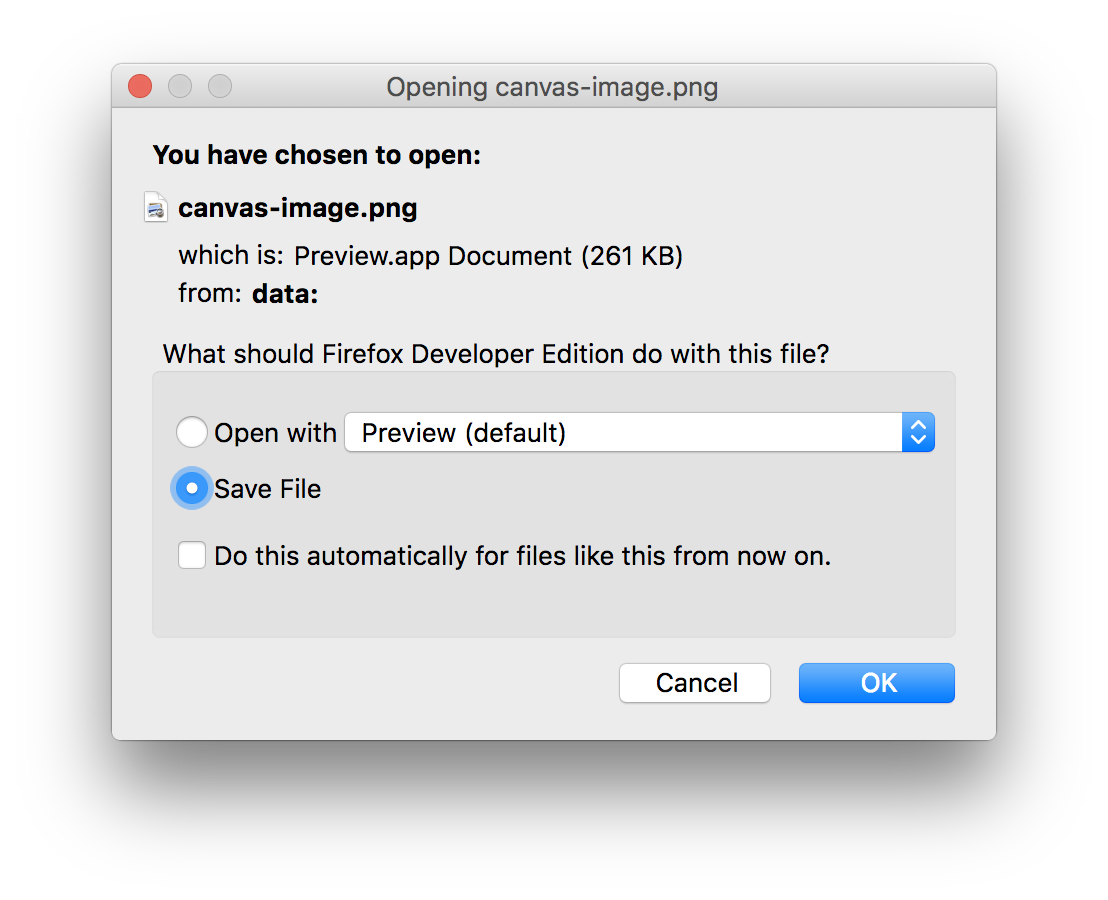 Opening canvas-image.png
You have chosen to open:
canvas-image.png
which is: Preview.app Document (261 KB)
from: data:
What should Firefox Developer Edition do with this file?
Open with Preview (default)
Save File
Do this automatically for files like this from now on.
Cancel OK